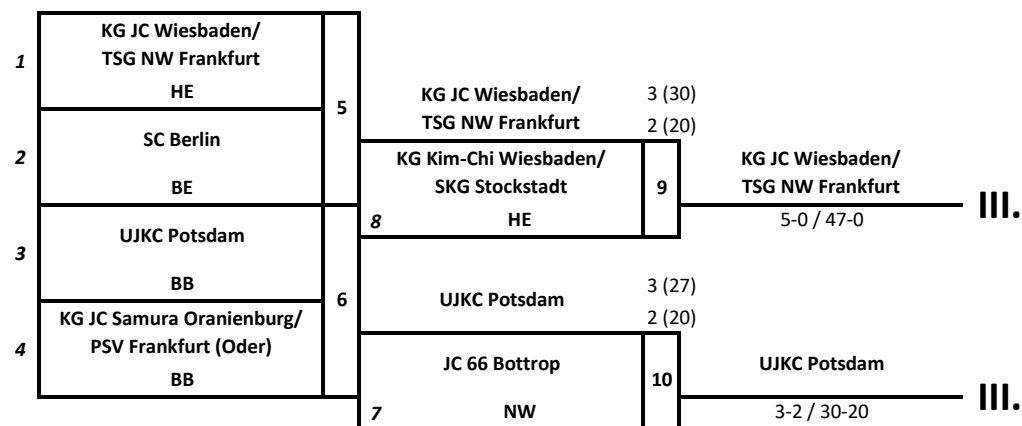 1
KG JC Wiesbaden/
TSG NW Frankfurt
HE
2
SC Berlin
BE
5
3
UJKC Potsdam
BB
4
KG JC Samura Oranienburg/
PSV Frankfurt (Oder)
BB
6
KG JC Wiesbaden/
TSG NW Frankfurt
3 (30)
2 (20)
8
KG Kim-Chi Wiesbaden/
SKG Stockstadt
HE
9
KG JC Wiesbaden/
TSG NW Frankfurt
5-0 / 47-0
III.
UJKC Potsdam
3 (27)
2 (20)
7
JC 66 Bottrop
NW
10
UJKC Potsdam
3-2 / 30-20
III.